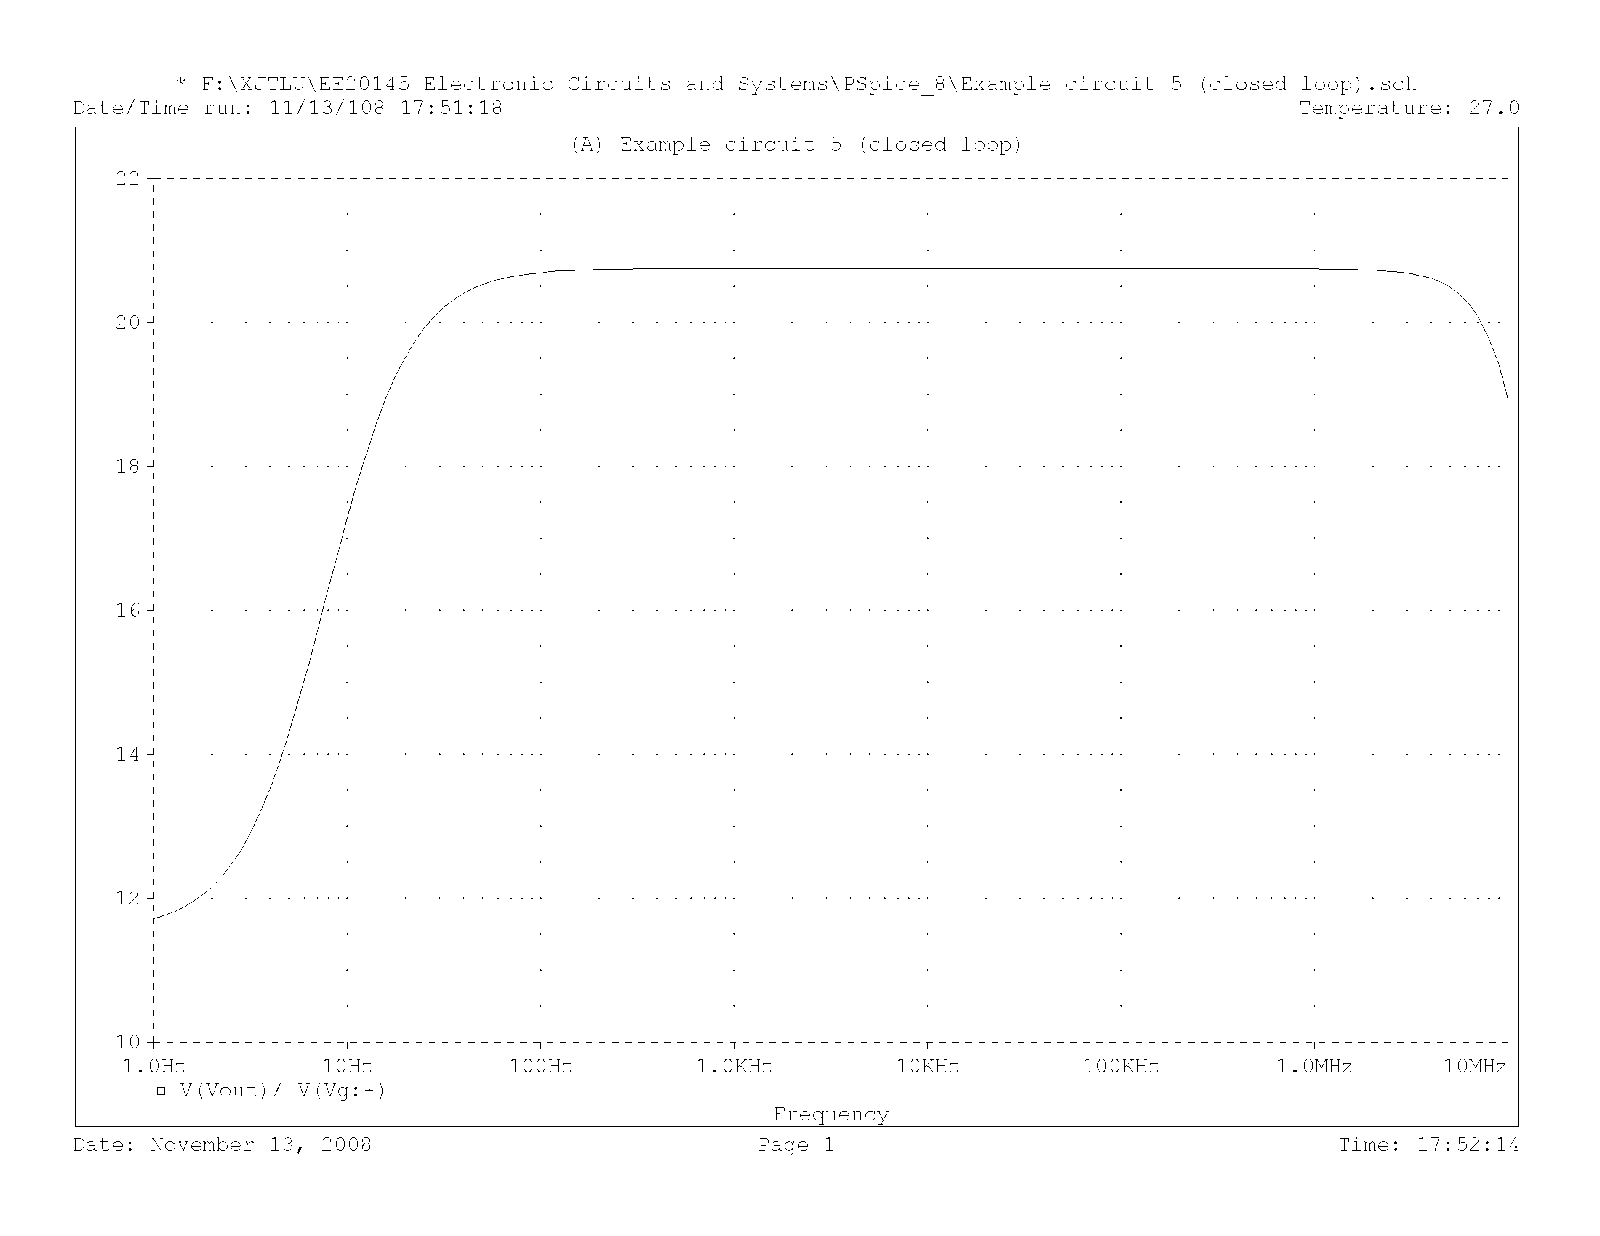 * F:\XJTLU\EE20145 Electronic Circuits and Systems\PSpice_8\Example circuit 5 (closed loop).sch
Date/Time run: 11/13/108 17:51:18 Temperature: 27.0
(A) Example circuit 5 (closed loop)
22
20
18
16
14
12
10
1.0Hz 10Hz 100Hz 1.0KHz 10KHz 100KHz 1.0MHz 10MHz
V(Vout)/ V(Vg:+)
Frequency
Date: November 13, 2008 Page 1 Time: 17:52:14